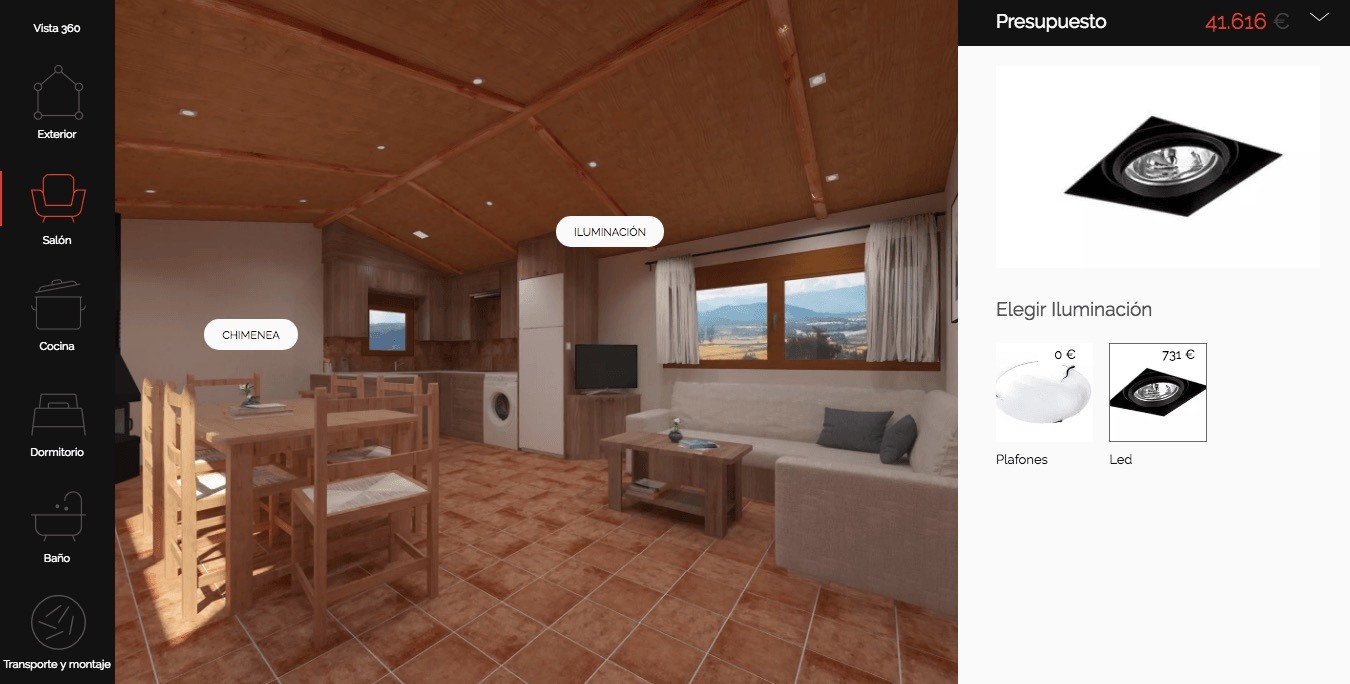 Vista 360
Exterior
Salón
Cocina
Dormitorio
Baño
Transporte y montaje
ILUMINACIÓN
CHIMENEA
Presupuesto 41.616 €
Elegir Iluminación
0 € 731 €
Plafones Led